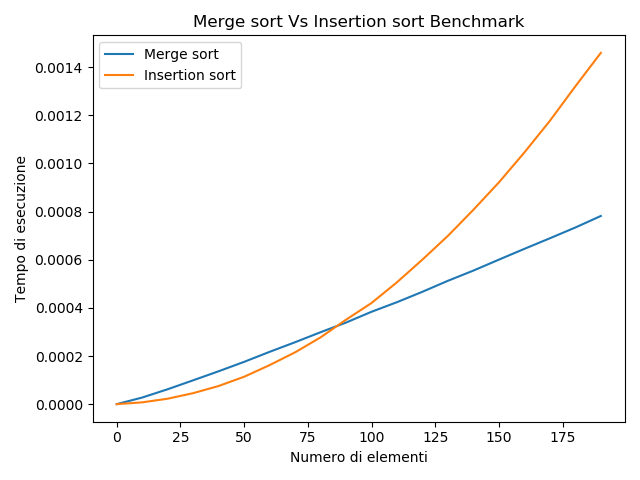 Merge sort Vs Insertion sort Benchmark
Merge sort
Insertion sort
0.0014
0.0012
0.0010
0.0008
0.0006
0.0004
0.0002
0.0000
Tempo di esecuzione
0 25 50 75 100 125 150 175
Numero di elementi